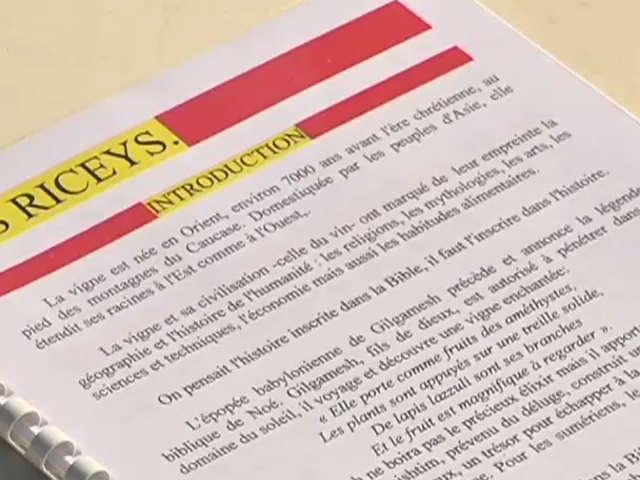 S RICEYS.
INTRODUCTION
La vigne est née en Orient, environ 7000 ans avant l'ère chrétienne, au
pied des montagnes du Caucase. Domestiquée par les peuples d'Asie, elle
étendit ses racines à l'Est comme à l'Ouest,.
La vigne et sa civilisation -celle du vin- ont marqué de leur empreinte la
géographie et l'histoire de l'humanité : les religions, les mythologies, les arts, les
sciences et techniques, l'économie mais aussi les habitudes alimentaires.
On pensait l'histoire inscrite dans la Bible, il faut l'inscrire dans l'histoire.
L'épopée babylonienne de Gilgamesh précède et annonce la légende
biblique de Noé. Gilgamesh, fils de dieux, est autorisé à pénétrer dans
domaine du soleil, il voyage et découvre une vigne enchantée:
« Elle porte comme fruits des améthystes,
Les plants sont appuyés sur une treille solide,
De lapis lazzuli sont ses branches
Et le fruit est magnifique à regarder ».
ne boira pas le précieux élixir mais il
prévenu du déluge, construit
un trésor pour échapper à la
Pour les sumériens,
dans la